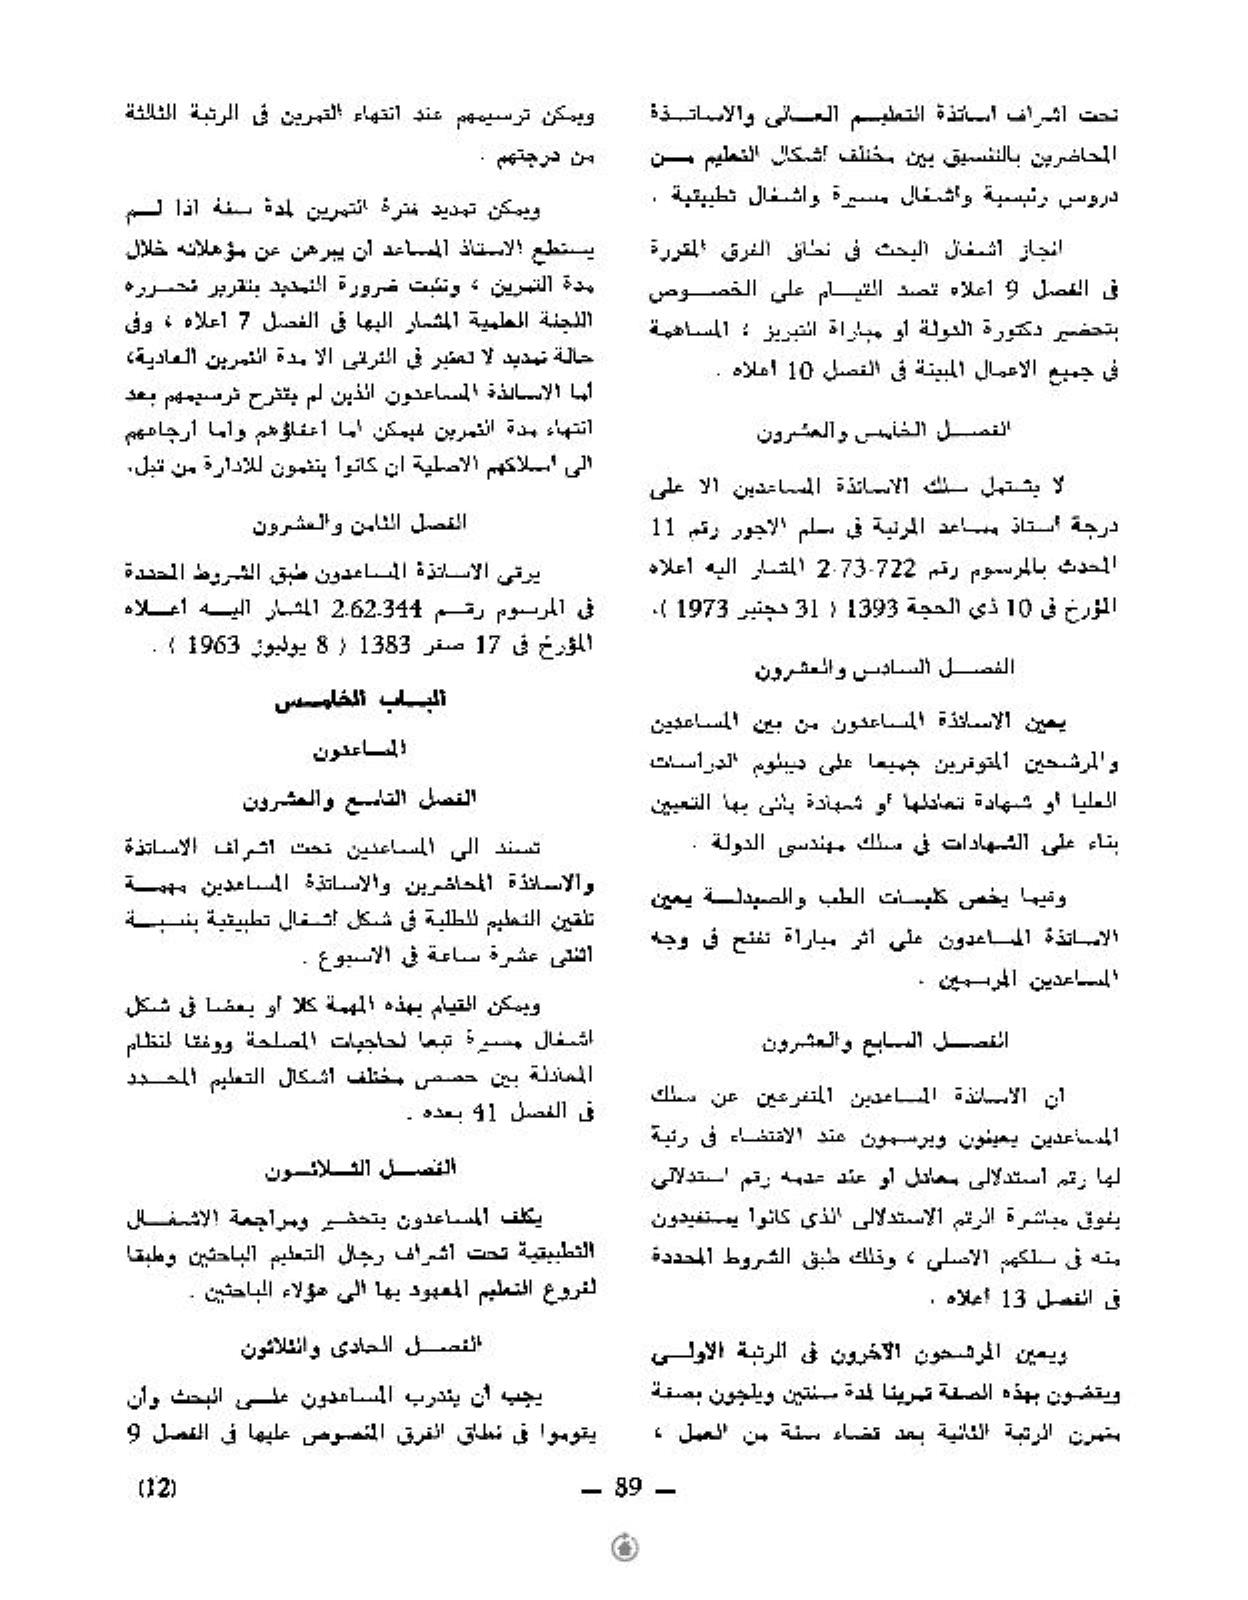 تحت اشراف اساتذة التعليم العالى والاساتذة
المحاضرين بالتنسيق بين مختلف اشكال التعليم من
دروس رئيسية واشغال مسيرة واشغال تطبيقية .
انجاز اشغال البحث فى نطاق الفرق المقررة
فى الفصل 9 أعلاه قصد القيام على الخصوص
بتحضير دكتورة الدولة أو مباراة التبريز ؛ المساهمة
فى جميع الاعمال المبينة فى الفصل 10 أعلاه .
الفصل الخامس والعشرون
لا يشتمل سلك الاساتذة المساعدين الا على
درجة أستاذ مساعد المرتبة فى سلم الاجور رقم 11
المحدث بالمرسوم رقم 722-73-2 المشار اليه أعلاه
المؤرخ فى 10 ذى الحجة 1393 ( 31 دجنبر 1973 ).
الفصل السادس والعشرون
يعين الاساتذة المساعدون من بين المساعدين
والمرشحين المتوفرين جميعا على دبلوم الدراسات
العليا أو شهادة تعادلها أو شهادة يأتى بها التعيين
بناء على الشهادات فى سلك مهندسى الدولة .
وفيما يخص كليات الطب والصيدلة يعين
الاساتذة المساعدون على اثر مباراة تفتح فى وجه
المساعدين المرسمين .
الفصل السابع والعشرون
ان الاساتذة المساعدين المتفرعين عن سلك
المساعدين يعينون ويرسمون عند الاقتضاء فى رتبة
لها رقم استدلالى معادل أو عند عدمه رقم استدلالى
يفوق مباشرة الرقم الاستدلالى الذى كانوا يستفيدون
منه فى سلكهم الاصلى ، وذلك طبق الشروط المحددة
فى الفصل 13 أعلاه .
ويعين المرشحون الآخرون فى الرتبة الاولى
ويقضون بهذه الصفة تمرينا لمدة سنتين ويلجون بصفة
متمرن الرتبة الثانية بعد قضاء سنة من العمل ،
ويمكن ترسيمهم عند انتهاء التمرين فى الرتبة الثالثة
من درجتهم .
ويمكن تمديد فترة التمرين لمدة سنة اذا لم
يستطع الاستاذ المساعد أن يبرهن عن مؤهلاته خلال
مدة التمرين ، وتثبت ضرورة التمديد بتقرير تحرره
اللجنة العلمية المشار اليها فى الفصل 7 أعلاه ، وفى
حالة تمديد لا تعتبر فى الترقى الا مدة التمرين العادية،
أما الاساتذة المساعدون الذين لم يقترح ترسيمهم بعد
انتهاء مدة التمرين فيمكن اما اعفاؤهم واما ارجاعهم
الى أسلاكهم الاصلية ان كانوا ينتمون للادارة من قبل.
الفصل الثامن والعشرون
يرقى الاساتذة المساعدون طبق الشروط المحددة
فى المرسوم رقم 2.62.344 المشار اليه أعلاه
المؤرخ فى 17 صفر 1383 ( 8 يوليوز 1963 ) .
الباب الخامس
المساعدون
الفصل التاسع والعشرون
تسند الى المساعدين تحت اشراف الاساتذة
والاساتذة المحاضرين والاساتذة المساعدين مهمة
تلقين التعليم للطلبة فى شكل اشغال تطبيقية بنسبة
اثنتى عشرة ساعة فى الاسبوع .
ويمكن القيام بهذه المهمة كلا أو بعضا فى شكل
اشغال مسيرة تبعا لحاجيات المصلحة ووفقا لنظام
المعادلة بين حصص مختلف اشكال التعليم المحدد
فى الفصل 41 بعده .
الفصل الثلاثون
يكلف المساعدون بتحضير ومراجعة الاشغال
التطبيقية تحت اشراف رجال التعليم الباحثين وطبقا
لفروع التعليم المعهود بها الى هؤلاء الباحثين .
الفصل الحادى والثلاثون
يجب أن يتدرب المساعدون على البحث وأن
يقوموا فى نطاق الفرق المنصوص عليها فى الفصل 9
— 89 —
(12)